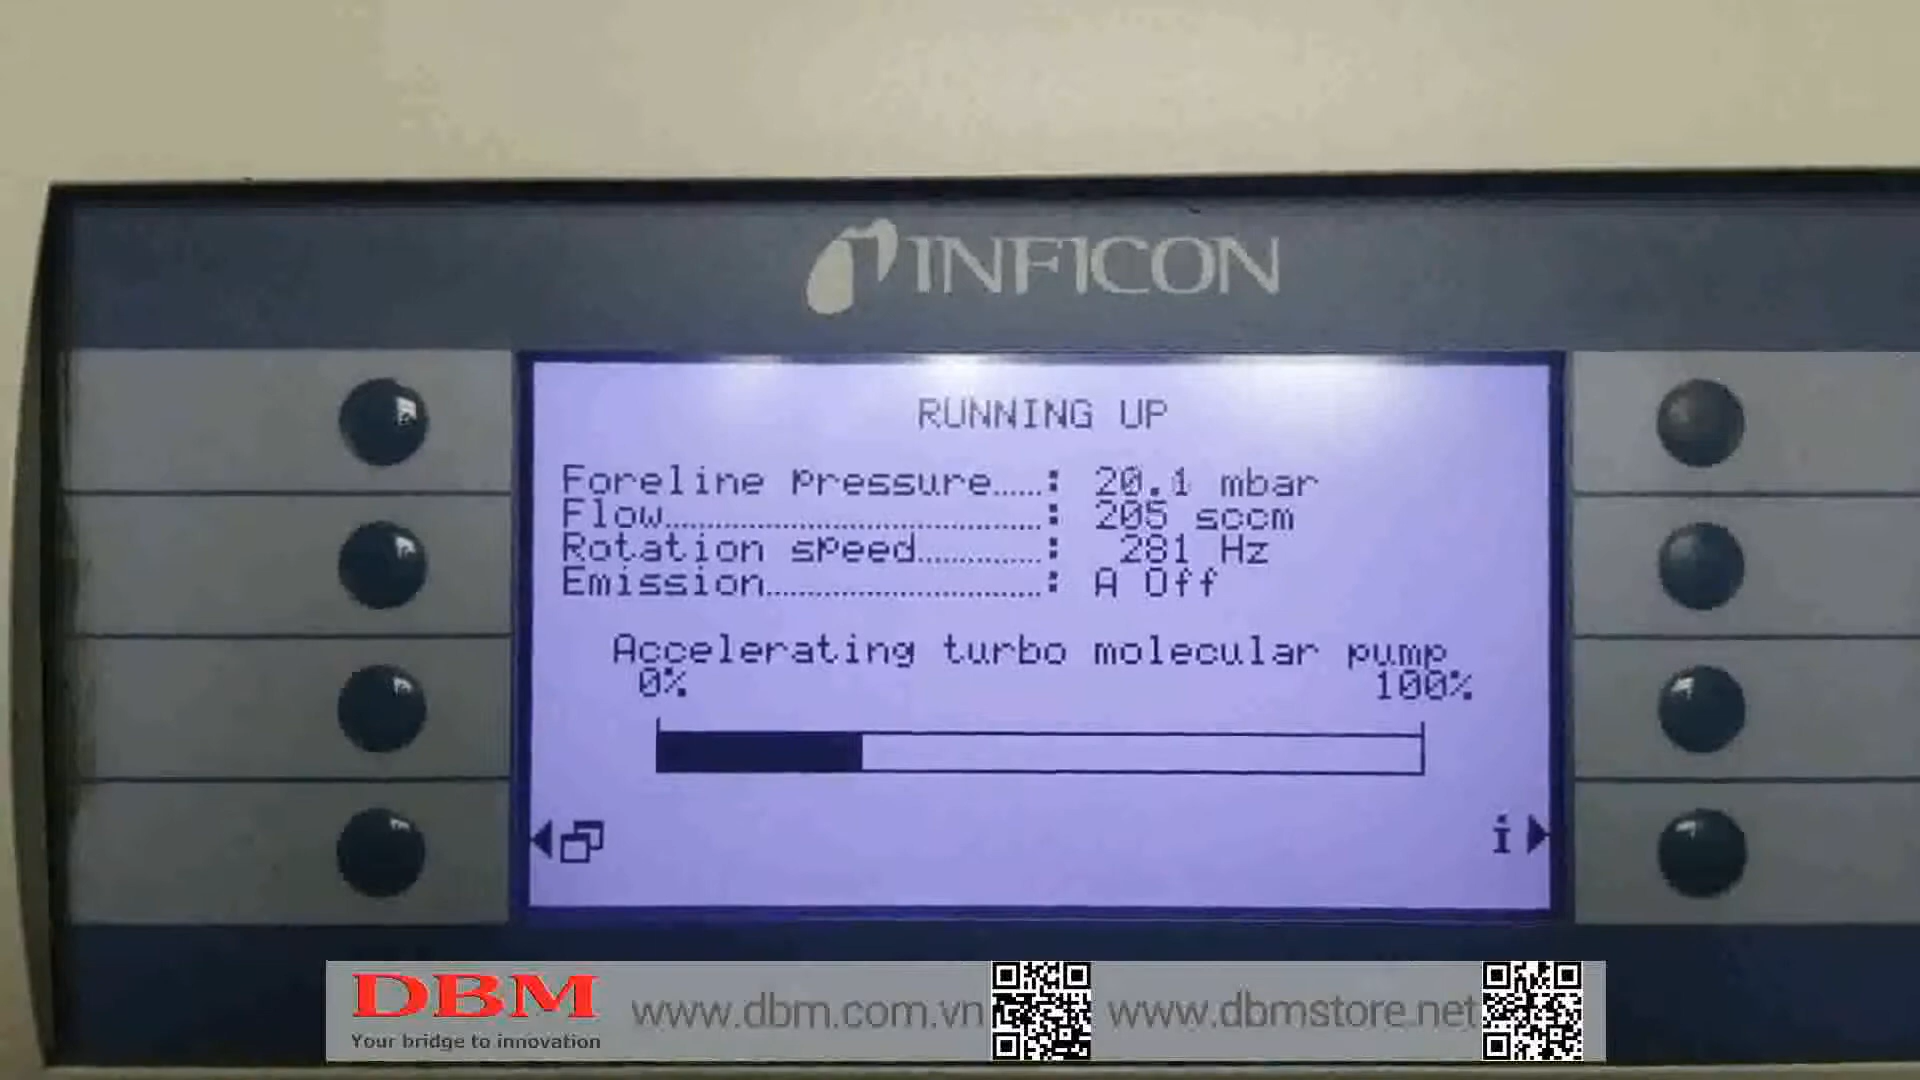 INFICON
RUNNING UP
Foreline pressure......: 20.1 mbar
Flow..............................: 205 sccm
Rotation speed..........: 281 Hz
Emission......................: A Off
Accelerating turbo molecular pump
0% 100%
i
DBM
Your bridge to innovation
www.dbm.com.vn
www.dbmstore.net